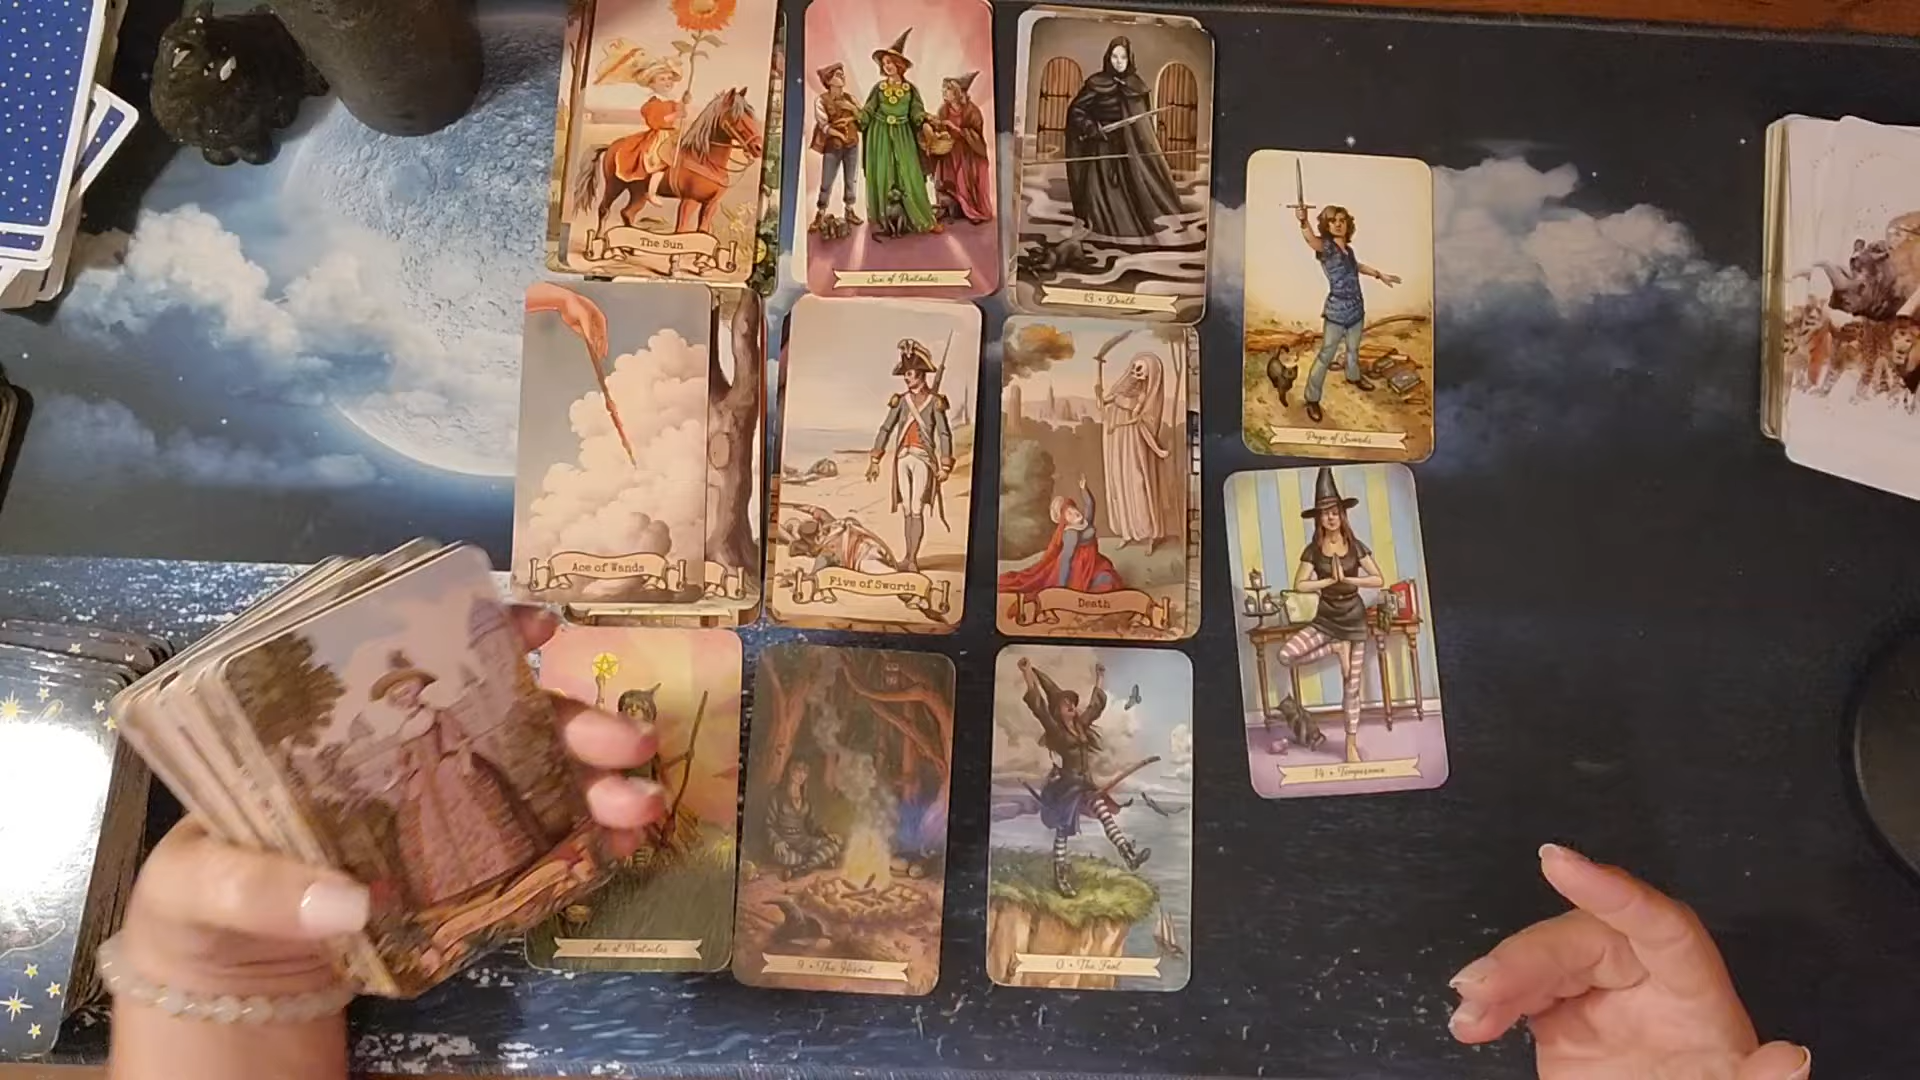 The Sun
Six of Pentacles
13 • Death
Page of Swords
Ace of Wands
Five of Swords
Death
14 • Temperance
Ace of Pentacles
9 • The Hermit
0 • The Fool